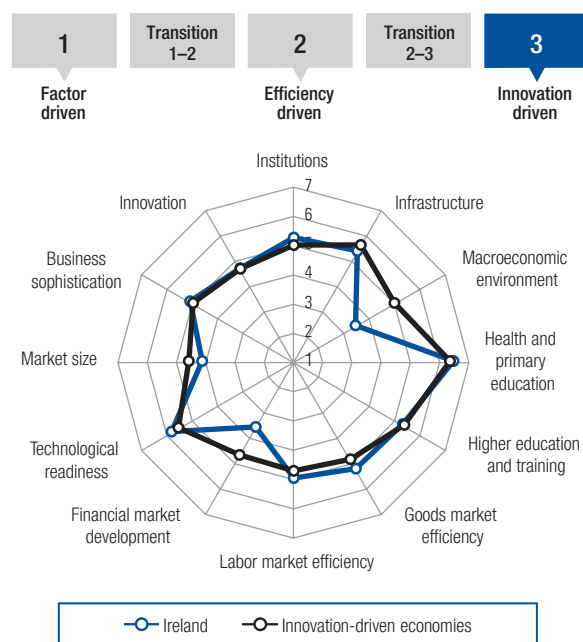 1
Transition
1–2
2
Transition
2–3
3
Factor
driven
Efficiency
driven
Innovation
driven
Institutions
7
Innovation
6
Infrastructure
5
Business
sophistication
4
Macroeconomic
environment
3
2
Market size
1
Health and
primary
education
Technological
readiness
Higher education
and training
Financial market
development
Goods market
efficiency
Labor market efficiency
Ireland
Innovation-driven economies